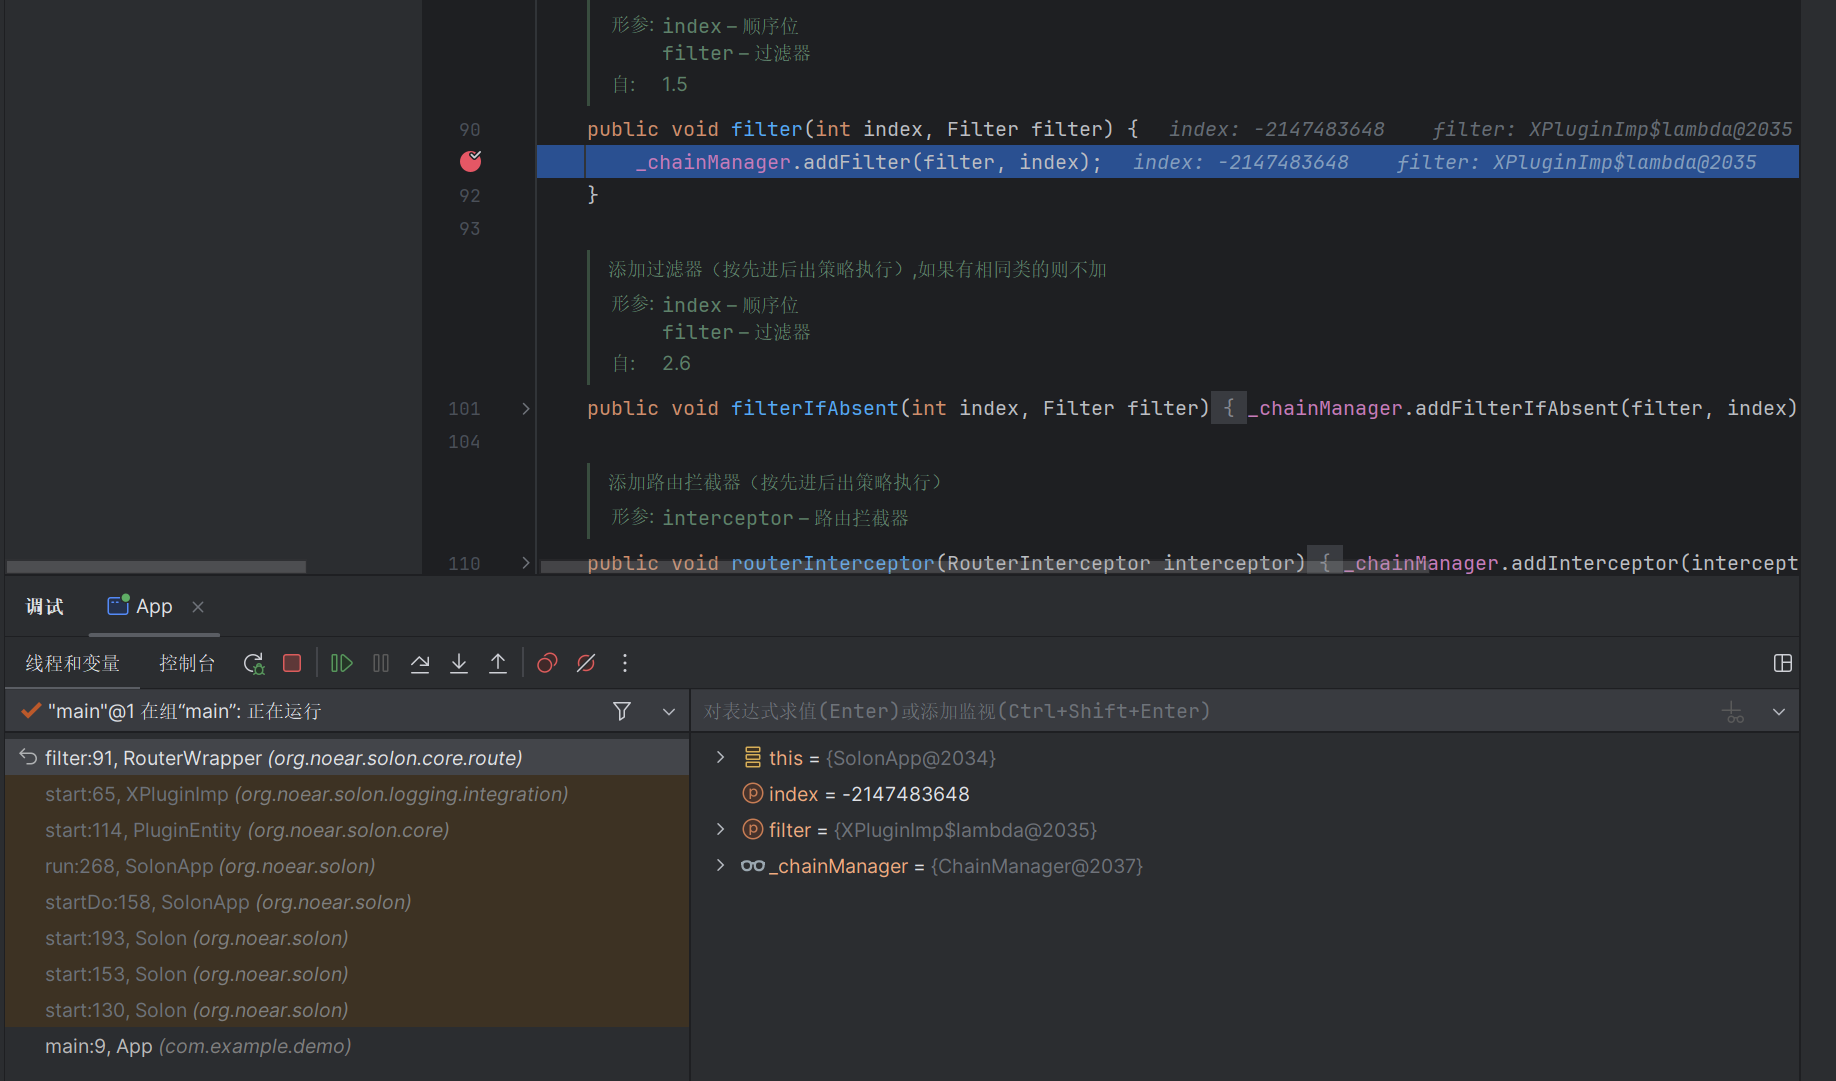 形参: index – 顺序位
filter – 过滤器
自: 1.5
90 public void filter(int index, Filter filter) { index: -2147483648 filter: XPluginImp$lambda@2035
_chainManager.addFilter(filter, index); index: -2147483648 filter: XPluginImp$lambda@2035
92 }
93
添加过滤器（按先进后出策略执行）,如果有相同类的则不加
形参: index – 顺序位
filter – 过滤器
自: 2.6
101 public void filterIfAbsent(int index, Filter filter) { _chainManager.addFilterIfAbsent(filter, index)
104
添加路由拦截器（按先进后出策略执行）
形参: interceptor – 路由拦截器
110 public void routerInterceptor(RouterInterceptor interceptor) { _chainManager.addInterceptor(intercept
调试 App
线程和变量 控制台
"main"@1 在组“main”: 正在运行
对表达式求值(Enter)或添加监视(Ctrl+Shift+Enter)
filter:91, RouterWrapper (org.noear.solon.core.route)
start:65, XPluginImp (org.noear.solon.logging.integration)
start:114, PluginEntity (org.noear.solon.core)
run:268, SolonApp (org.noear.solon)
startDo:158, SolonApp (org.noear.solon)
start:193, Solon (org.noear.solon)
start:153, Solon (org.noear.solon)
start:130, Solon (org.noear.solon)
main:9, App (com.example.demo)
this = {SolonApp@2034}
index = -2147483648
filter = {XPluginImp$lambda@2035}
_chainManager = {ChainManager@2037}